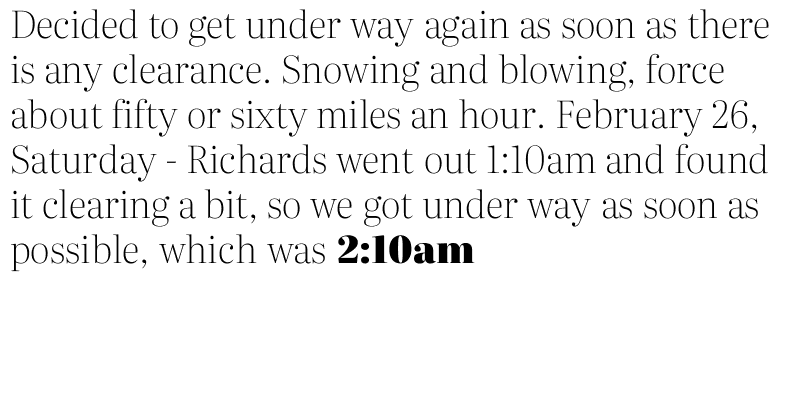 Decided to get under way again as soon as there
is any clearance. Snowing and blowing, force
about fifty or sixty miles an hour. February 26,
Saturday - Richards went out 1:10am and found
it clearing a bit, so we got under way as soon as
possible, which was 2:10am